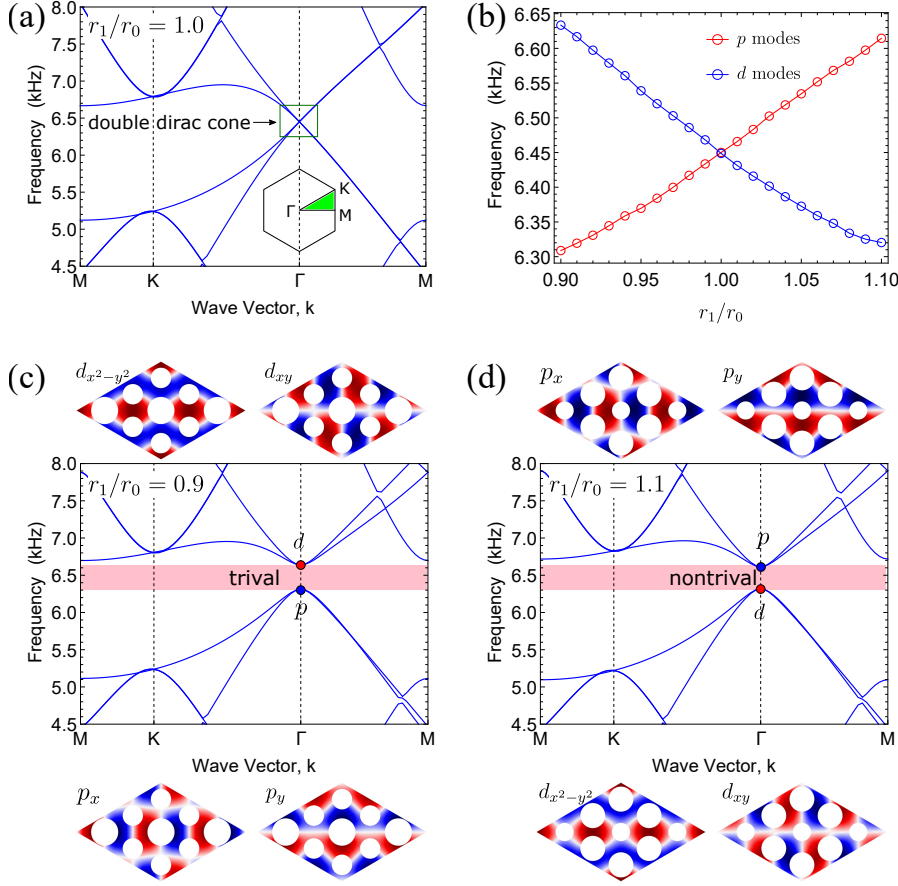 (a)
r1/r0 = 1.0
double dirac cone
Γ
K
M
8.0
7.5
7.0
6.5
6.0
5.5
5.0
4.5
Frequency (kHz)
M K Γ M
Wave Vector, k
(b)
p modes
d modes
6.65
6.60
6.55
6.50
6.45
6.40
6.35
6.30
Frequency (kHz)
0.90 0.95 1.00 1.05 1.10
r1/r0
(c)
dx²−y²
dxy
r1/r0 = 0.9
d
trival
p
8.0
7.5
7.0
6.5
6.0
5.5
5.0
4.5
Frequency (kHz)
M K Γ M
Wave Vector, k
px
py
(d)
px
py
r1/r0 = 1.1
p
nontrival
d
8.0
7.5
7.0
6.5
6.0
5.5
5.0
4.5
Frequency (kHz)
M K Γ M
Wave Vector, k
dx²−y²
dxy